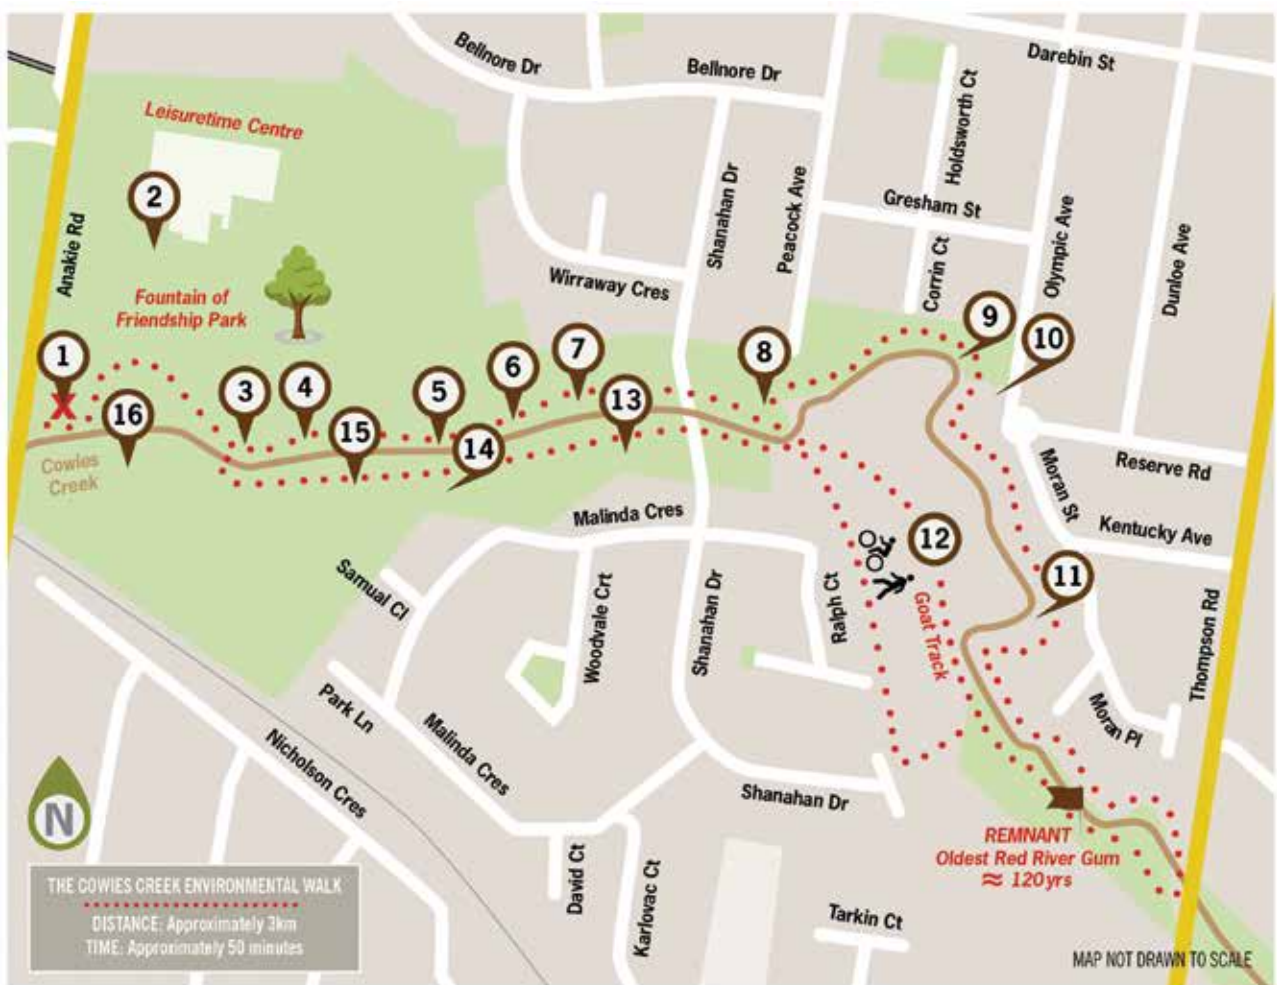 Bellnore Dr
Bellnore Dr
Darebin St
Leisuretime Centre
Holdsworth Ct
2
Gresham St
Shanahan Dr
Peacock Ave
Anakie Rd
Olympic Ave
Dunloe Ave
Corrin Ct
Wirraway Cres
Fountain of
Friendship Park
1
X
16
3
4
15
5
14
6
7
13
8
9
10
Cowies
Creek
Reserve Rd
Moran St
Kentucky Ave
Malinda Cres
12
11
Samual Cl
Woodvale Crt
Shanahan Dr
Ralph Ct
Goat Track
Thompson Rd
Park Ln
Malinda Cres
Moran Pl
Nicholson Cres
Shanahan Dr
N
REMNANT
Oldest Red River Gum
≈ 120yrs
David Ct
Karlovac Ct
Tarkin Ct
THE COWIES CREEK ENVIRONMENTAL WALK
DISTANCE: Approximately 3km
TIME: Approximately 50 minutes
MAP NOT DRAWN TO SCALE